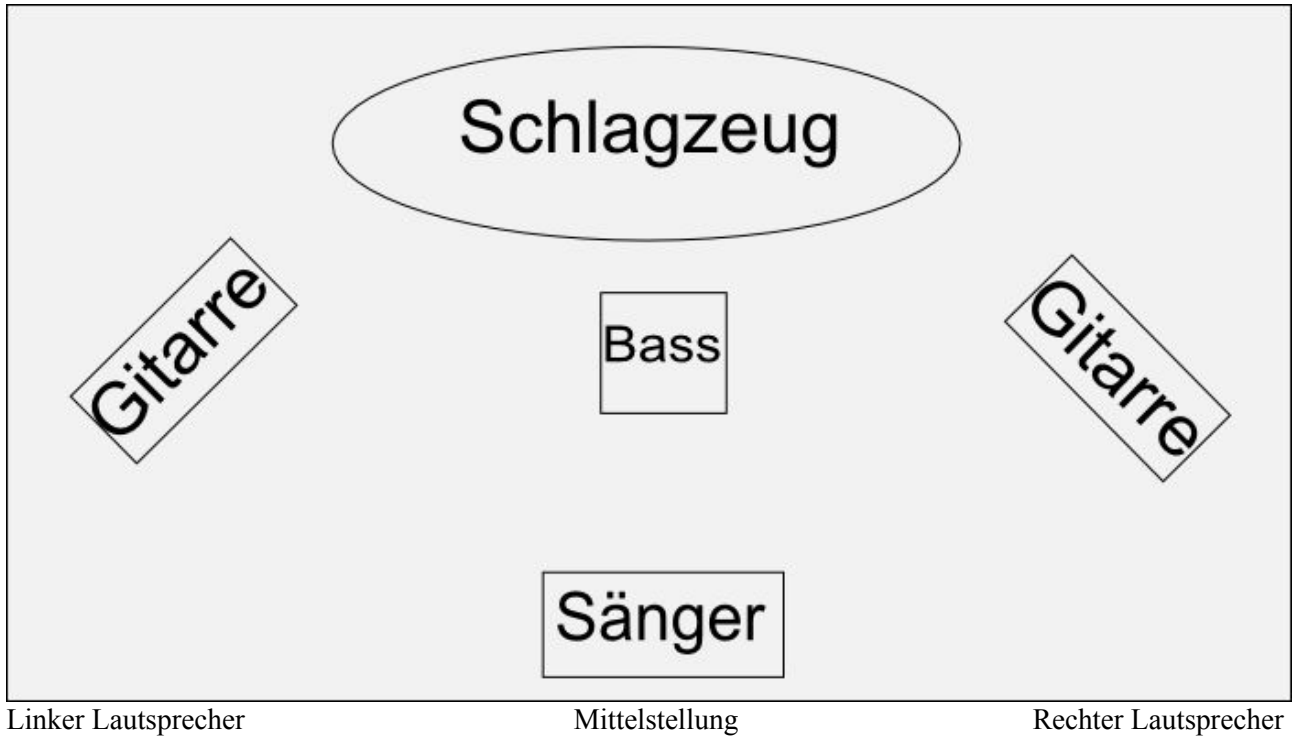 Schlagzeug
Gitarre
Bass
Gitarre
Sänger
Linker Lautsprecher
Mittelstellung
Rechter Lautsprecher